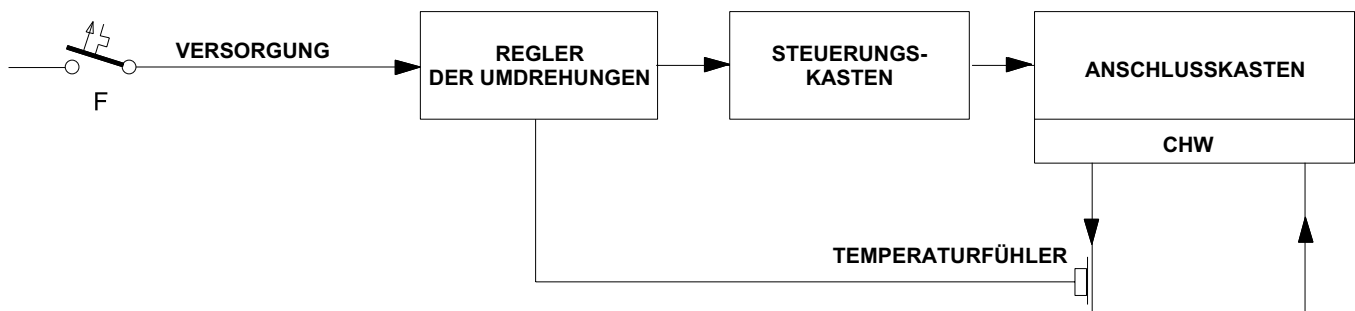 VERSORGUNG
F
REGLER
DER UMDREHUNGEN
STEUERUNGS-
KASTEN
ANSCHLUSSKASTEN
CHW
TEMPERATURFÜHLER